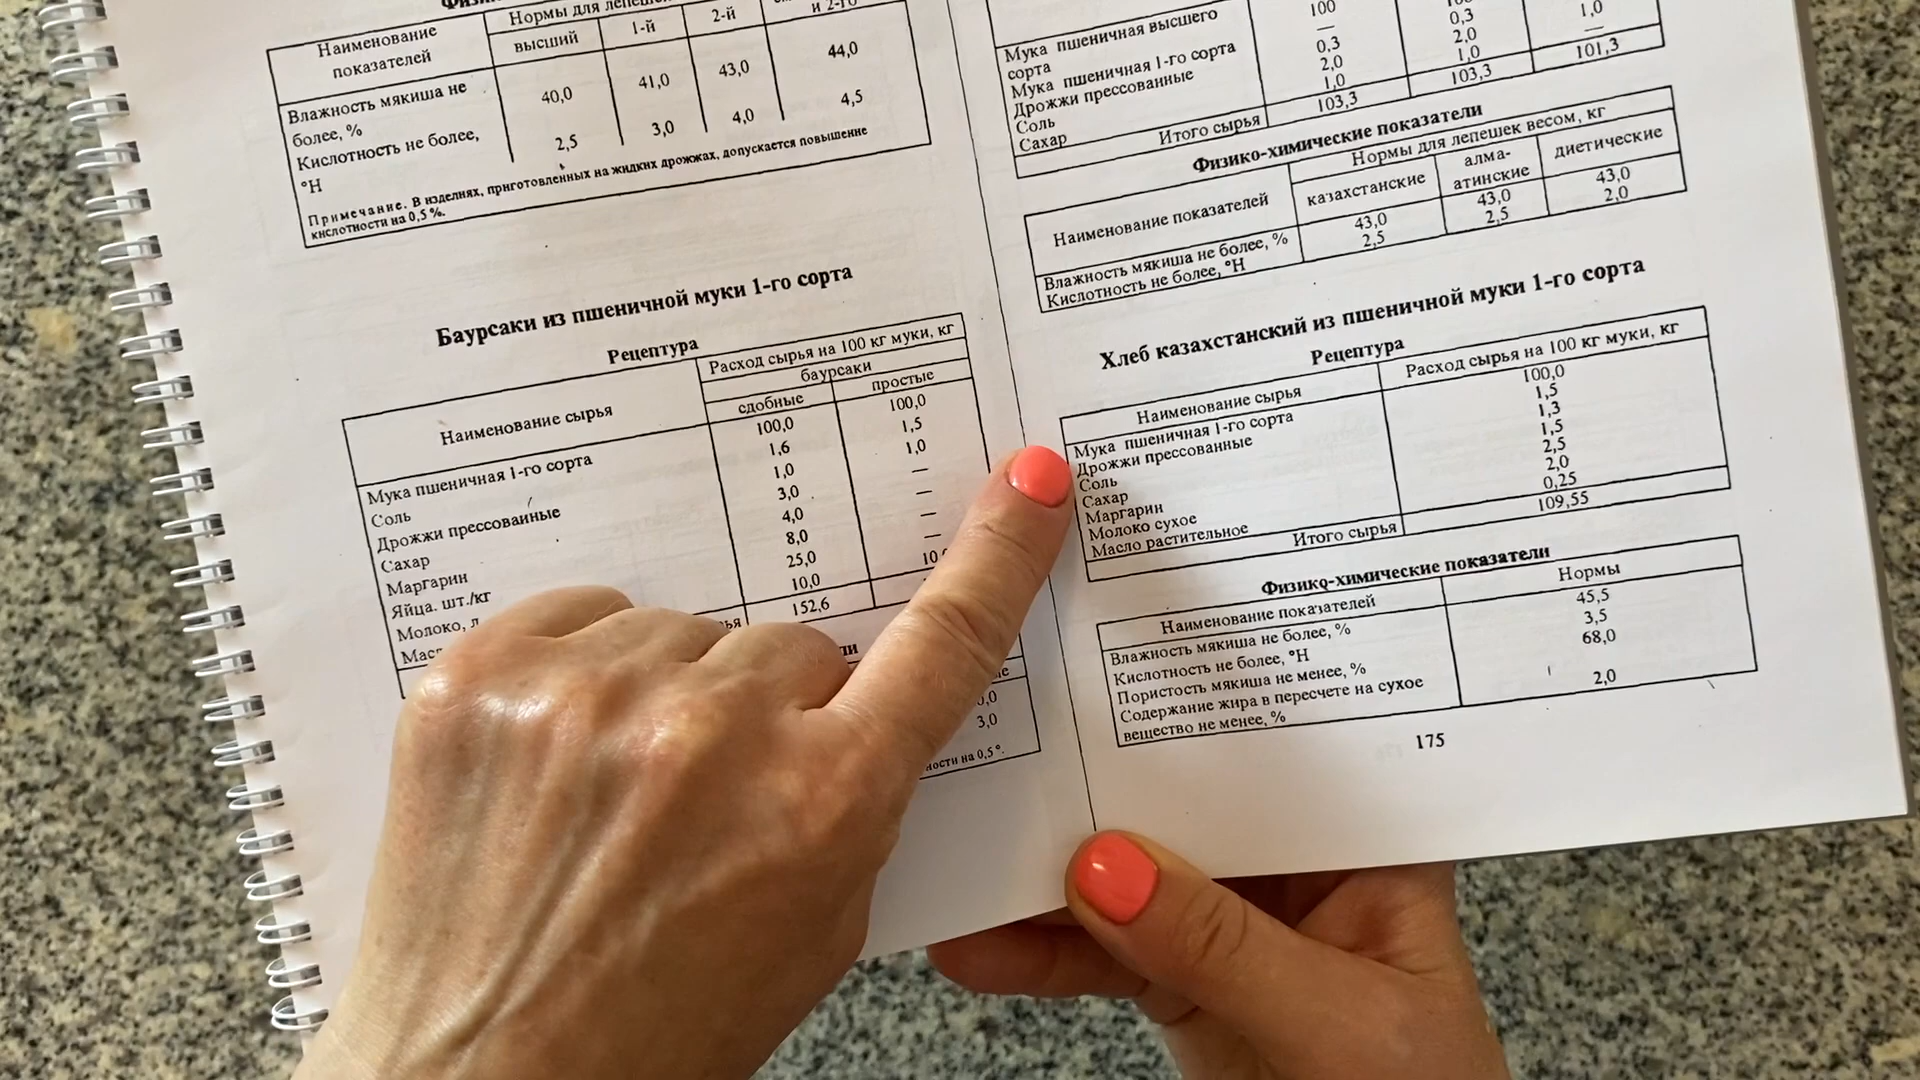 Нормы для
Наименование показателей
высший 1-й 2-й и 2-го
Влажность мякиша не более, % 40,0 41,0 43,0 44,0
Кислотность не более, °Н 2,5 3,0 4,0 4,5
Примечание. В изделиях, приготовленных на жидких дрожжах, допускается повышение
кислотности на 0,5 %.
Баурсаки из пшеничной муки 1-го сорта
Рецептура
Наименование сырья
Расход сырья на 100 кг муки, кг
баурсаки
сдобные простые
Мука пшеничная 1-го сорта 100,0 100,0
Соль 1,6 1,5
Дрожжи прессованные 1,0 1,0
Сахар 3,0 —
Маргарин 4,0 —
Яйца. шт./кг 8,0 —
Молоко, л 25,0 —
10,0
152,6
3,0
на 0,5°.
100
Мука пшеничная высшего
сорта
Мука пшеничная 1-го сорта —
Дрожжи прессованные 0,3 0,3
Соль 2,0 2,0 1,0
Сахар 1,0 1,0 —
Итого сырья 103,3 103,3 101,3
Физико-химические показатели
Наименование показателей
Нормы для лепешек весом, кг
казахстанские алма-атинские диетические
Влажность мякиша не более, % 43,0 43,0 43,0
Кислотность не более, °Н 2,5 2,5 2,0
Хлеб казахстанский из пшеничной муки 1-го сорта
Рецептура
Наименование сырья Расход сырья на 100 кг муки, кг
Мука пшеничная 1-го сорта 100,0
Дрожжи прессованные 1,5
Соль 1,3
Сахар 1,5
Маргарин 2,5
Молоко сухое 2,0
Масло растительное 0,25
Итого сырья 109,55
Физико-химические показатели
Наименование показателей Нормы
Влажность мякиша не более, % 45,5
Кислотность не более, °Н 3,5
Пористость мякиша не менее, % 68,0
Содержание жира в пересчете на сухое
вещество не менее, % 2,0
175